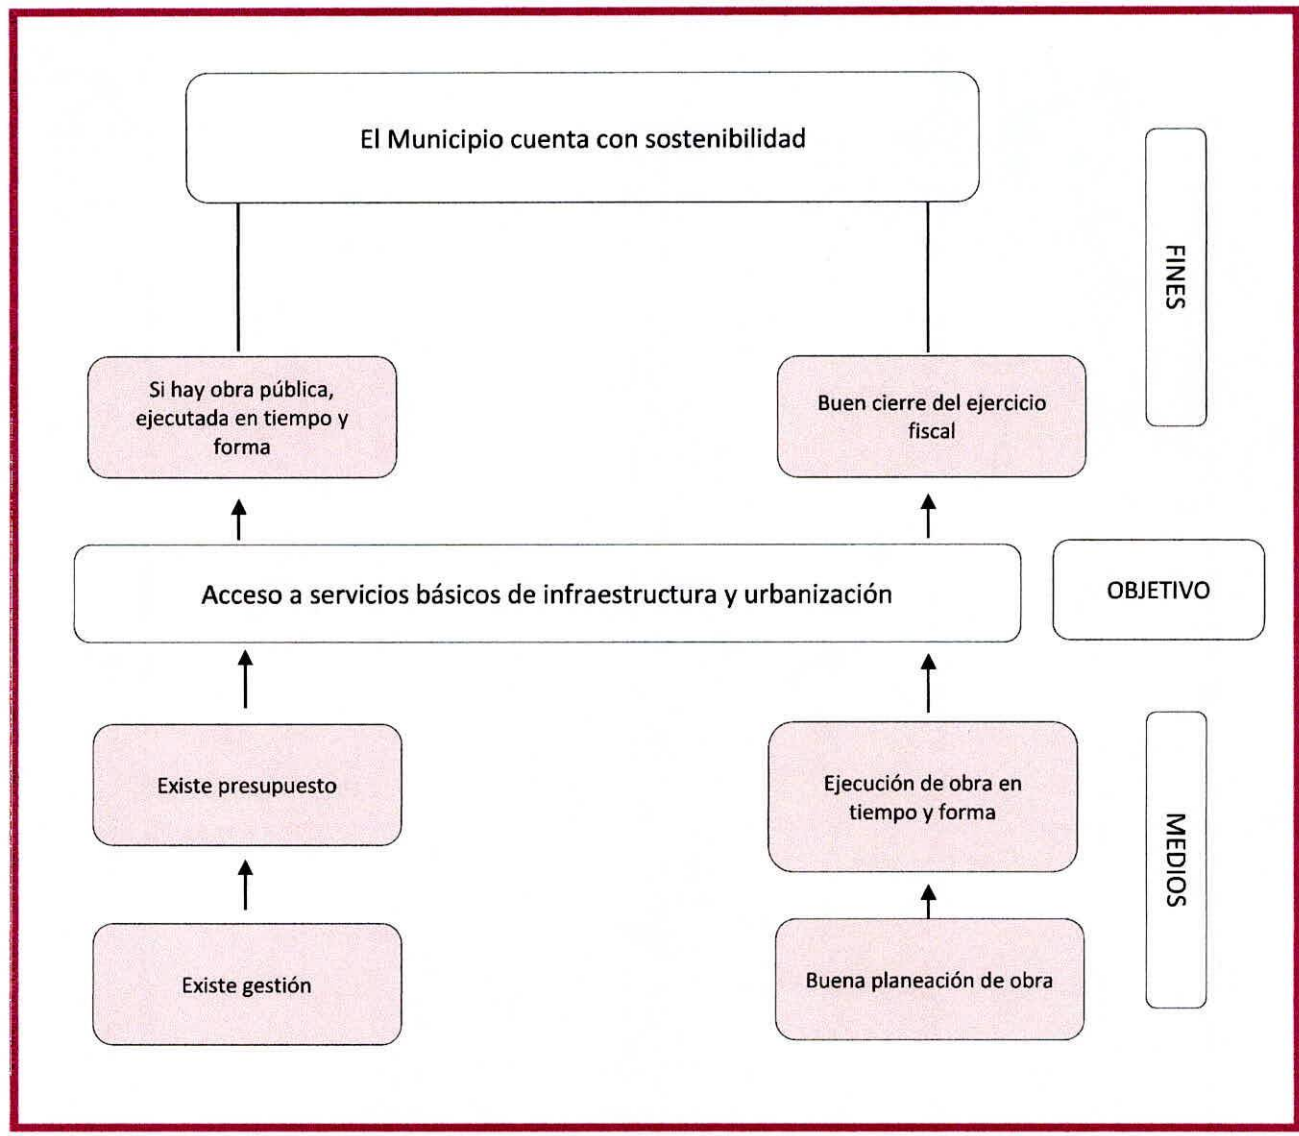 El Municipio cuenta con sostenibilidad
FINES
Si hay obra pública,
ejecutada en tiempo y
forma
Buen cierre del ejercicio
fiscal
Acceso a servicios básicos de infraestructura y urbanización
OBJETIVO
Existe presupuesto
Ejecución de obra en
tiempo y forma
MEDIOS
Existe gestión
Buena planeación de obra